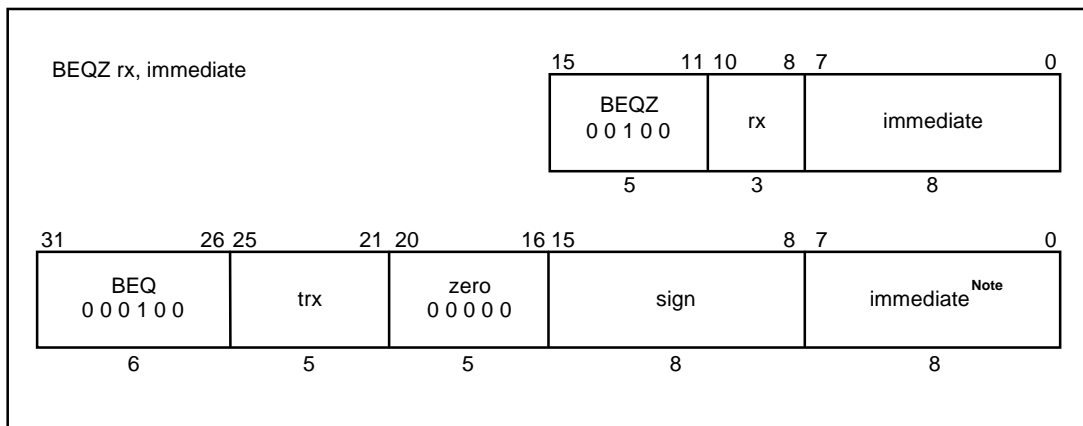 BEQZ rx, immediate
15 11 10 8 7 0
BEQZ
0 0 1 0 0
rx
immediate
5 3 8
31 26 25 21 20 16 15 8 7 0
BEQ
0 0 0 1 0 0
trx
zero
0 0 0 0 0
sign
immediate Note
6 5 5 8 8